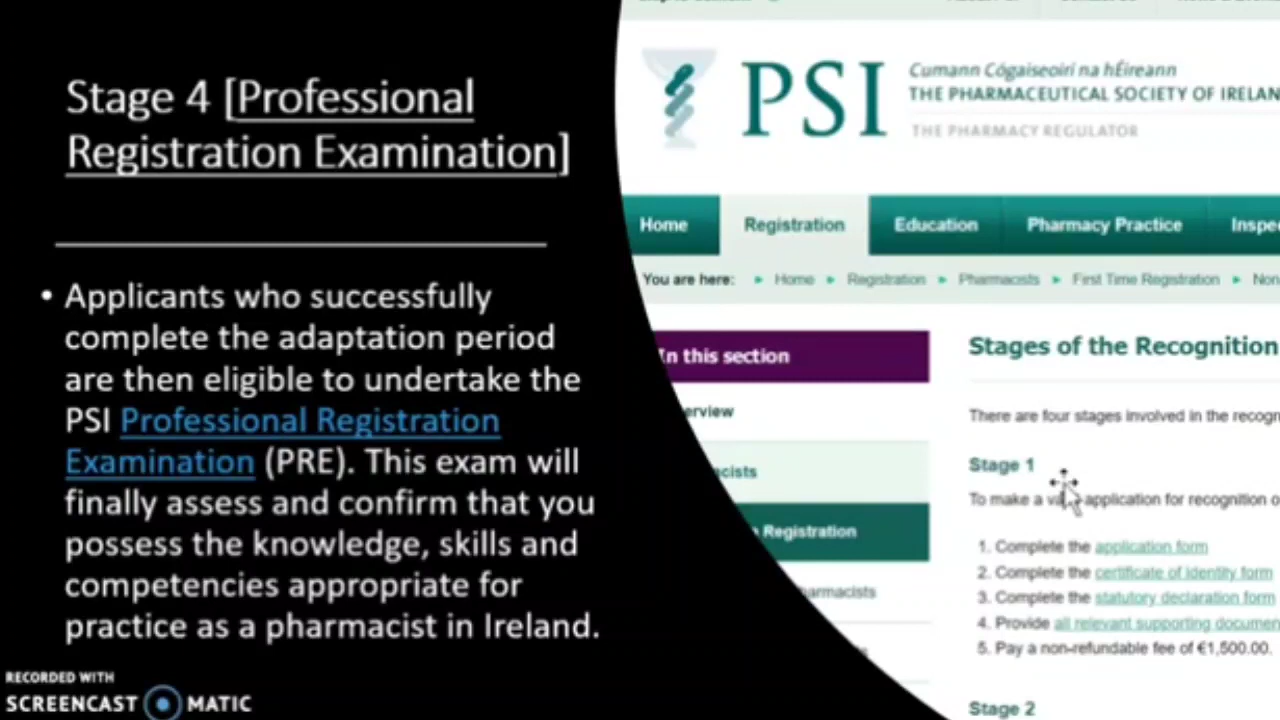 Stage 4 [Professional
Registration Examination]
• Applicants who successfully
complete the adaptation period
are then eligible to undertake the
PSI Professional Registration
Examination (PRE). This exam will
finally assess and confirm that you
possess the knowledge, skills and
competencies appropriate for
practice as a pharmacist in Ireland.
RECORDED WITH
SCREENCAST MATIC
PSI
Cumann Cógaiseoirí na hÉireann
THE PHARMACEUTICAL SOCIETY OF IRELAN
THE PHARMACY REGULATOR
Home Registration Education Pharmacy Practice Inspe
You are here: Home Registration Pharmacists First Time Registration Non
In this section
erview
acists
Registration
armacists
Stages of the Recognition
There are four stages involved in the recogn
Stage 1
To make a application for recognition o
1. Complete the application form
2. Complete the certificate of identity form
3. Complete the statutory declaration form
4. Provide all relevant supporting documen
5. Pay a non-refundable fee of €1,500.00.
Stage 2